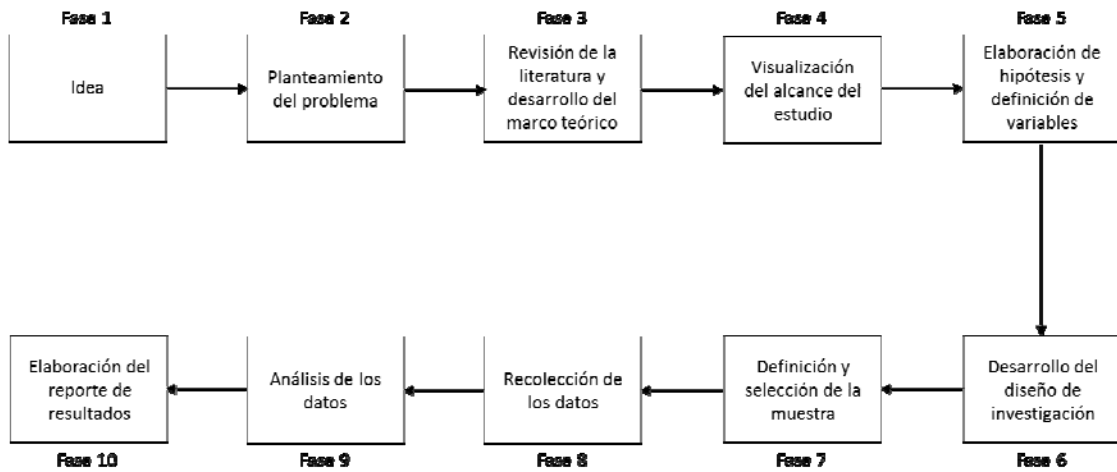 Fase 1
Idea
Fase 2
Planteamiento
del problema
Fase 3
Revisión de la
literatura y
desarrollo del
marco teórico
Fase 4
Visualización
del alcance del
estudio
Fase 5
Elaboración de
hipótesis y
definición de
variables
Desarrollo del
diseño de
investigación
Fase 6
Definición y
selección de la
muestra
Fase 7
Recolección de
los datos
Fase 8
Análisis de los
datos
Fase 9
Elaboración del
reporte de
resultados
Fase 10